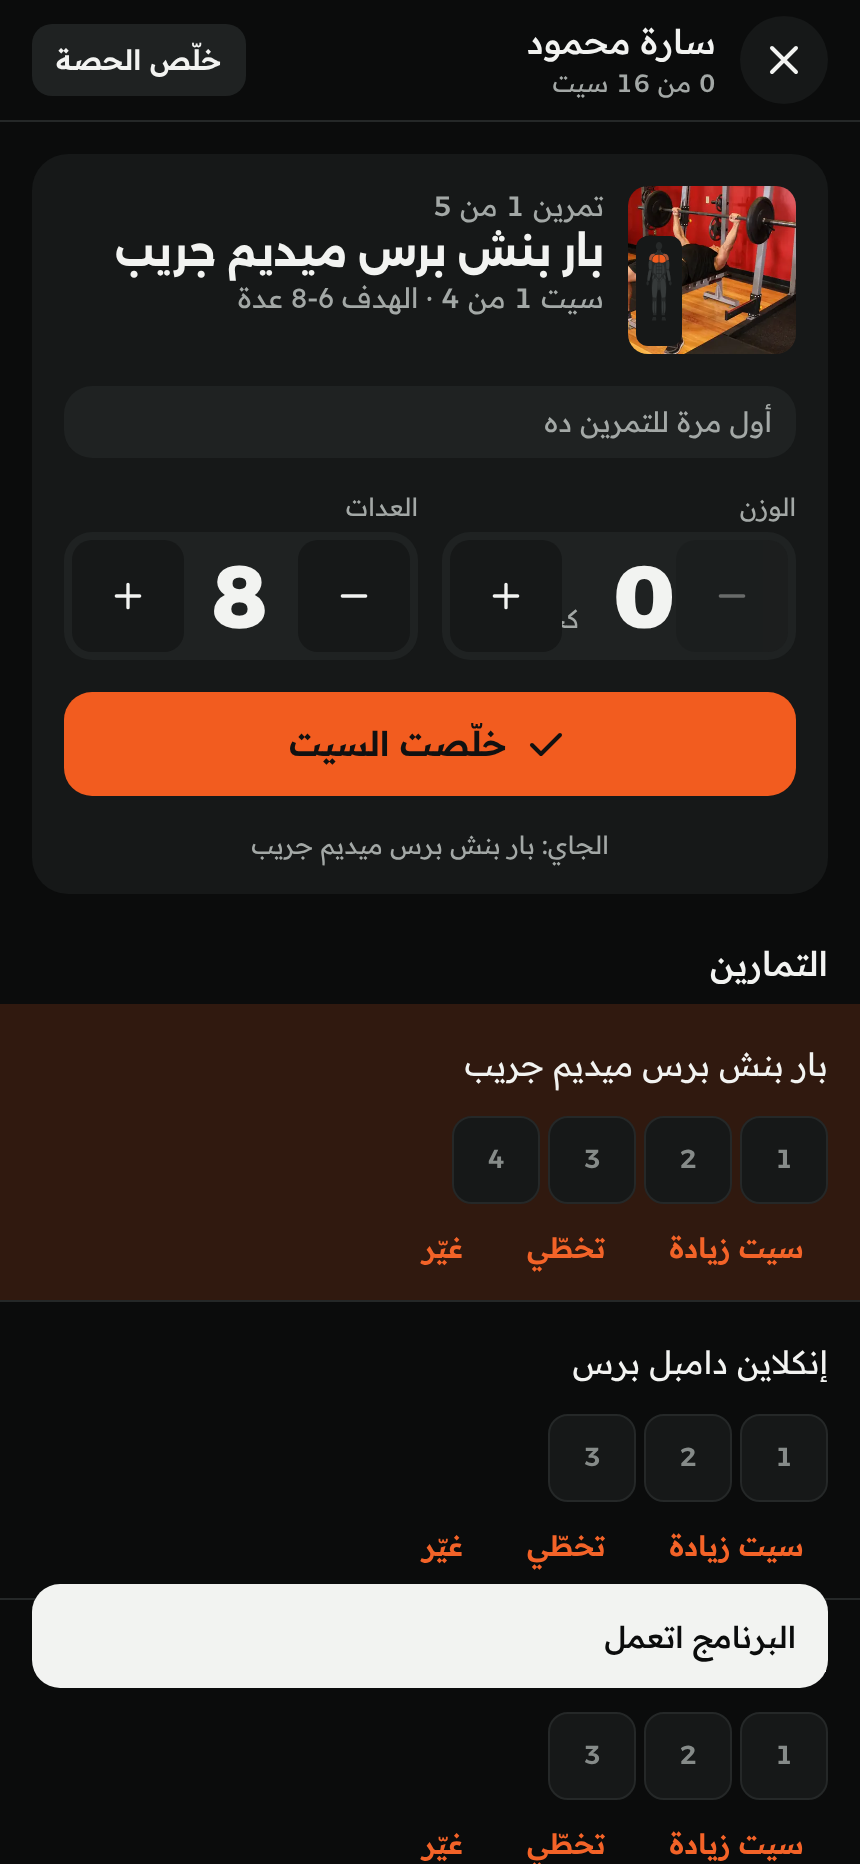 سارة محمود
0 من 16 سيت
خلّص الحصة
تمرين 1 من 5
بار بنش برس ميديم جريب
سيت 1 من 4 · الهدف 6-8 عدة
أول مرة للتمرين ده
الوزن
العدات
− 0 +
− 8 +
خلّصت السيت
الجاي: بار بنش برس ميديم جريب
التمارين
بار بنش برس ميديم جريب
1 2 3 4
سيت زيادة تخطّي غيّر
إنكلاين دامبل برس
1 2 3
سيت زيادة تخطّي غيّر
البرنامج اتعمل
1 2 3
سيت زيادة تخطّي غيّر